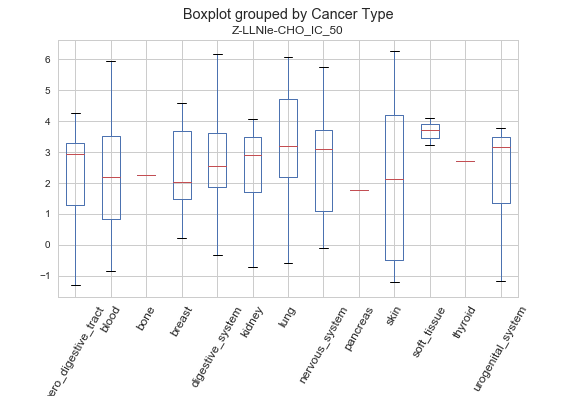 Boxplot grouped by Cancer Type
Z-LLNle-CHO_IC_50
6
5
4
3
2
1
0
−1
blood
bone
breast
digestive_system
kidney
lung
nervous_system
pancreas
skin
soft_tissue
thyroid
urogenital_system